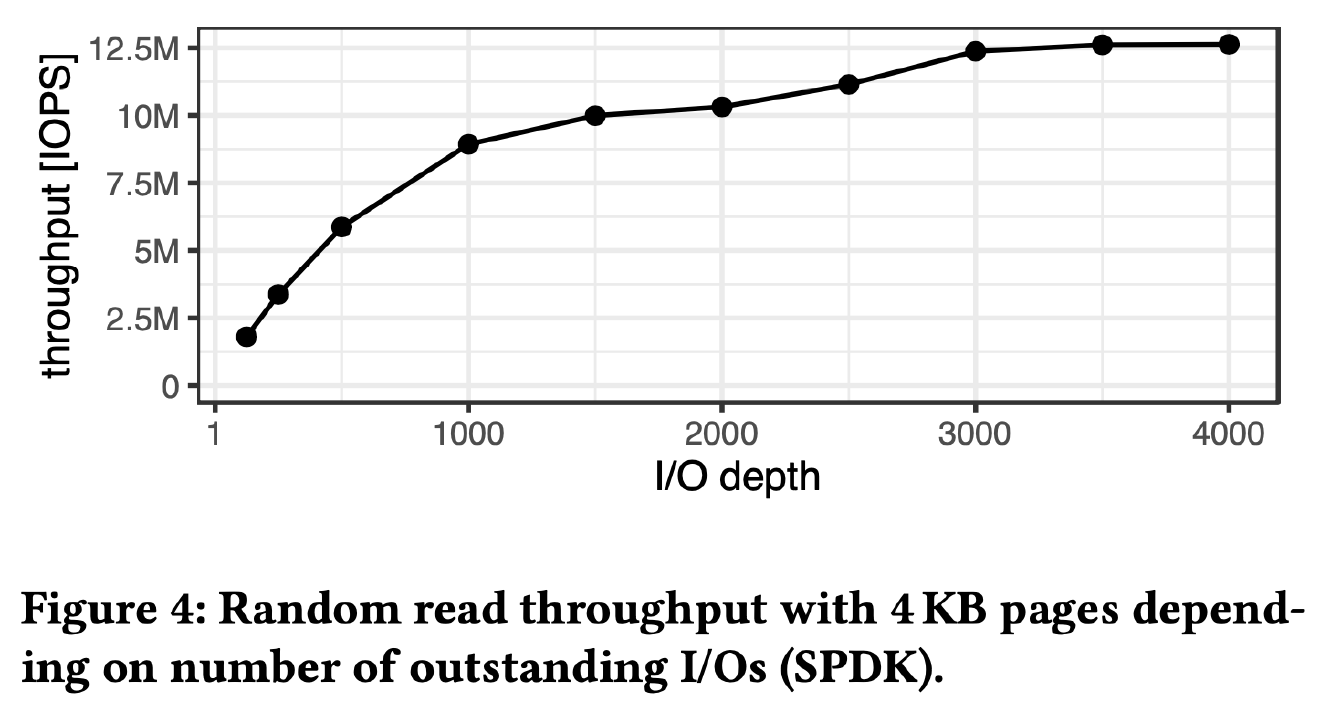 throughput [IOPS]
12.5M
10M
7.5M
5M
2.5M
0
1 1000 2000 3000 4000
I/O depth
Figure 4: Random read throughput with 4 KB pages depend-
ing on number of outstanding I/Os (SPDK).